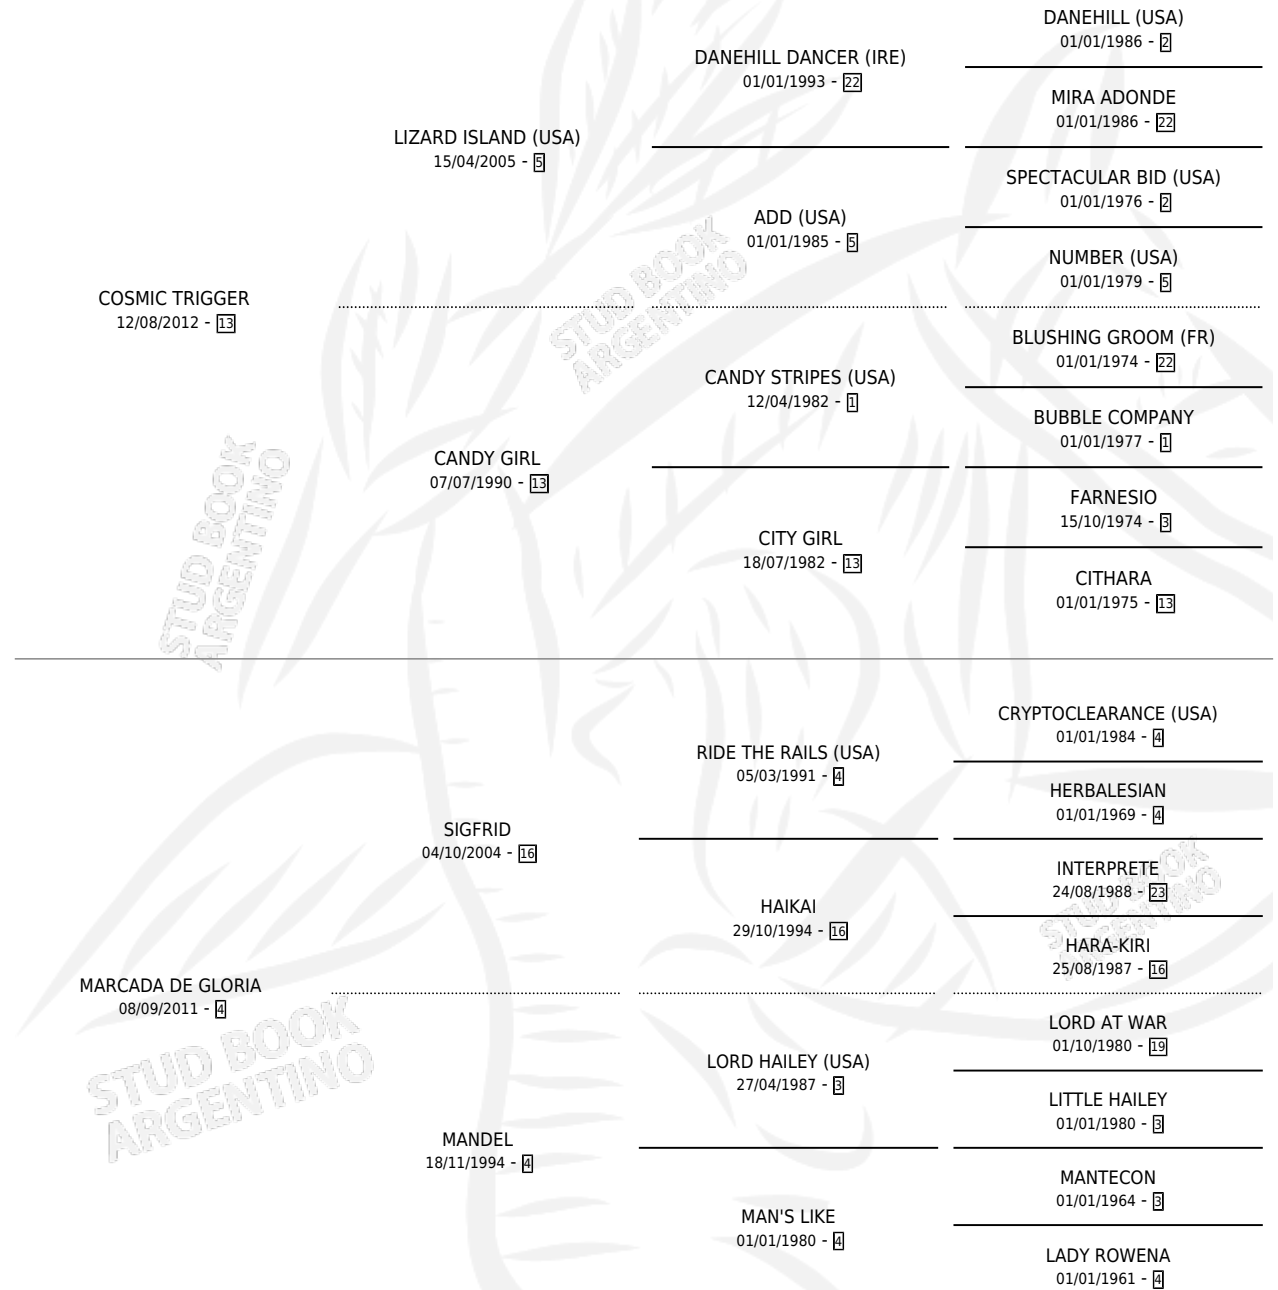 DANEHILL (USA)
01/01/1986 - 2
DANEHILL DANCER (IRE)
01/01/1993 - 22
MIRA ADONDE
01/01/1986 - 22
LIZARD ISLAND (USA)
15/04/2005 - 5
SPECTACULAR BID (USA)
01/01/1976 - 2
ADD (USA)
01/01/1985 - 5
NUMBER (USA)
01/01/1979 - 5
COSMIC TRIGGER
12/08/2012 - 13
BLUSHING GROOM (FR)
01/01/1974 - 22
CANDY STRIPES (USA)
12/04/1982 - 1
BUBBLE COMPANY
01/01/1977 - 1
CANDY GIRL
07/07/1990 - 13
FARNESIO
15/10/1974 - 3
CITY GIRL
18/07/1982 - 13
CITHARA
01/01/1975 - 13
CRYPTOCLEARANCE (USA)
01/01/1984 - 4
RIDE THE RAILS (USA)
05/03/1991 - 4
HERBALESIAN
01/01/1969 - 4
SIGFRID
04/10/2004 - 16
INTERPRETE
24/08/1988 - 23
HAIKAI
29/10/1994 - 16
HARA-KIRI
25/08/1987 - 16
MARCADA DE GLORIA
08/09/2011 - 4
LORD AT WAR
01/10/1980 - 19
LORD HAILEY (USA)
27/04/1987 - 3
LITTLE HAILEY
01/01/1980 - 3
MANDEL
18/11/1994 - 4
MANTECON
01/01/1964 - 3
MAN'S LIKE
01/01/1980 - 4
LADY ROWENA
01/01/1961 - 4
STUD BOOK
ARGENTINO
STUD BOOK
ARGENTINO
STUD BOOK
ARGENTINO
STUD BOOK
ARGENTINO